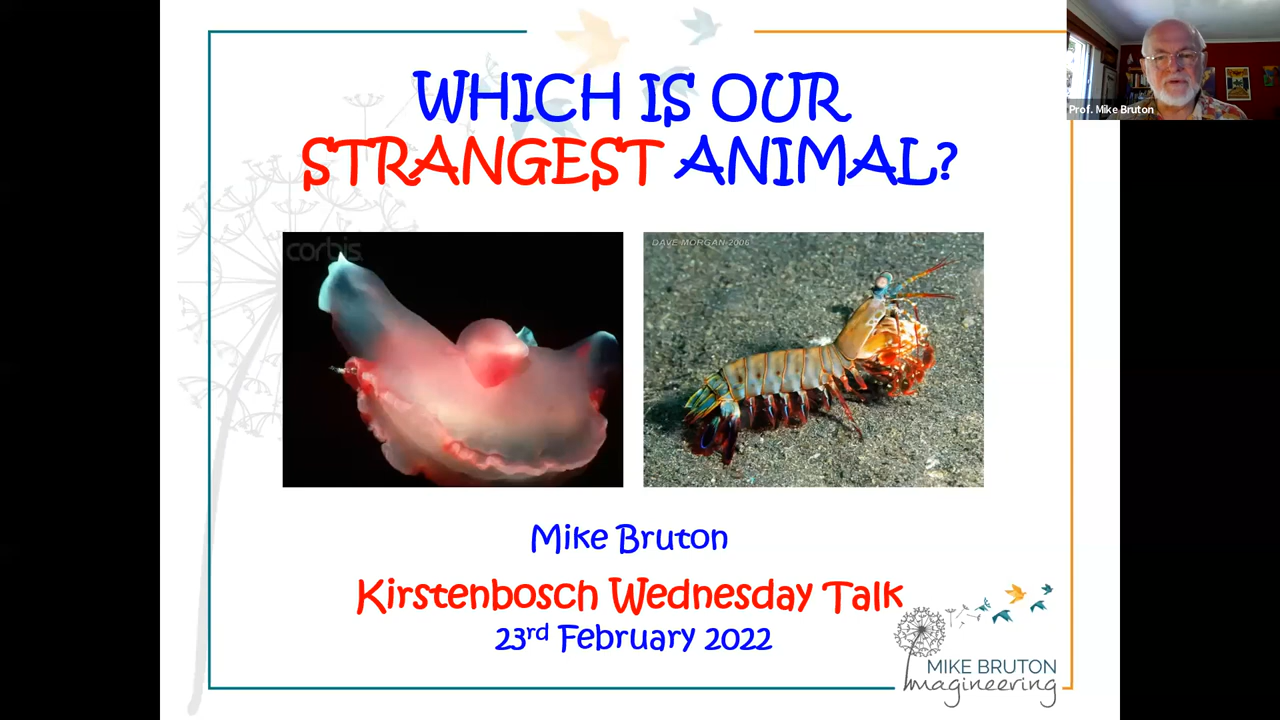 WHICH IS OUR
STRANGEST ANIMAL?
Prof. Mike Bruton
corbis.
DAVE MORGAN 2006
Mike Bruton
Kirstenbosch Wednesday Talk
23rd February 2022
MIKE BRUTON
Imagineering